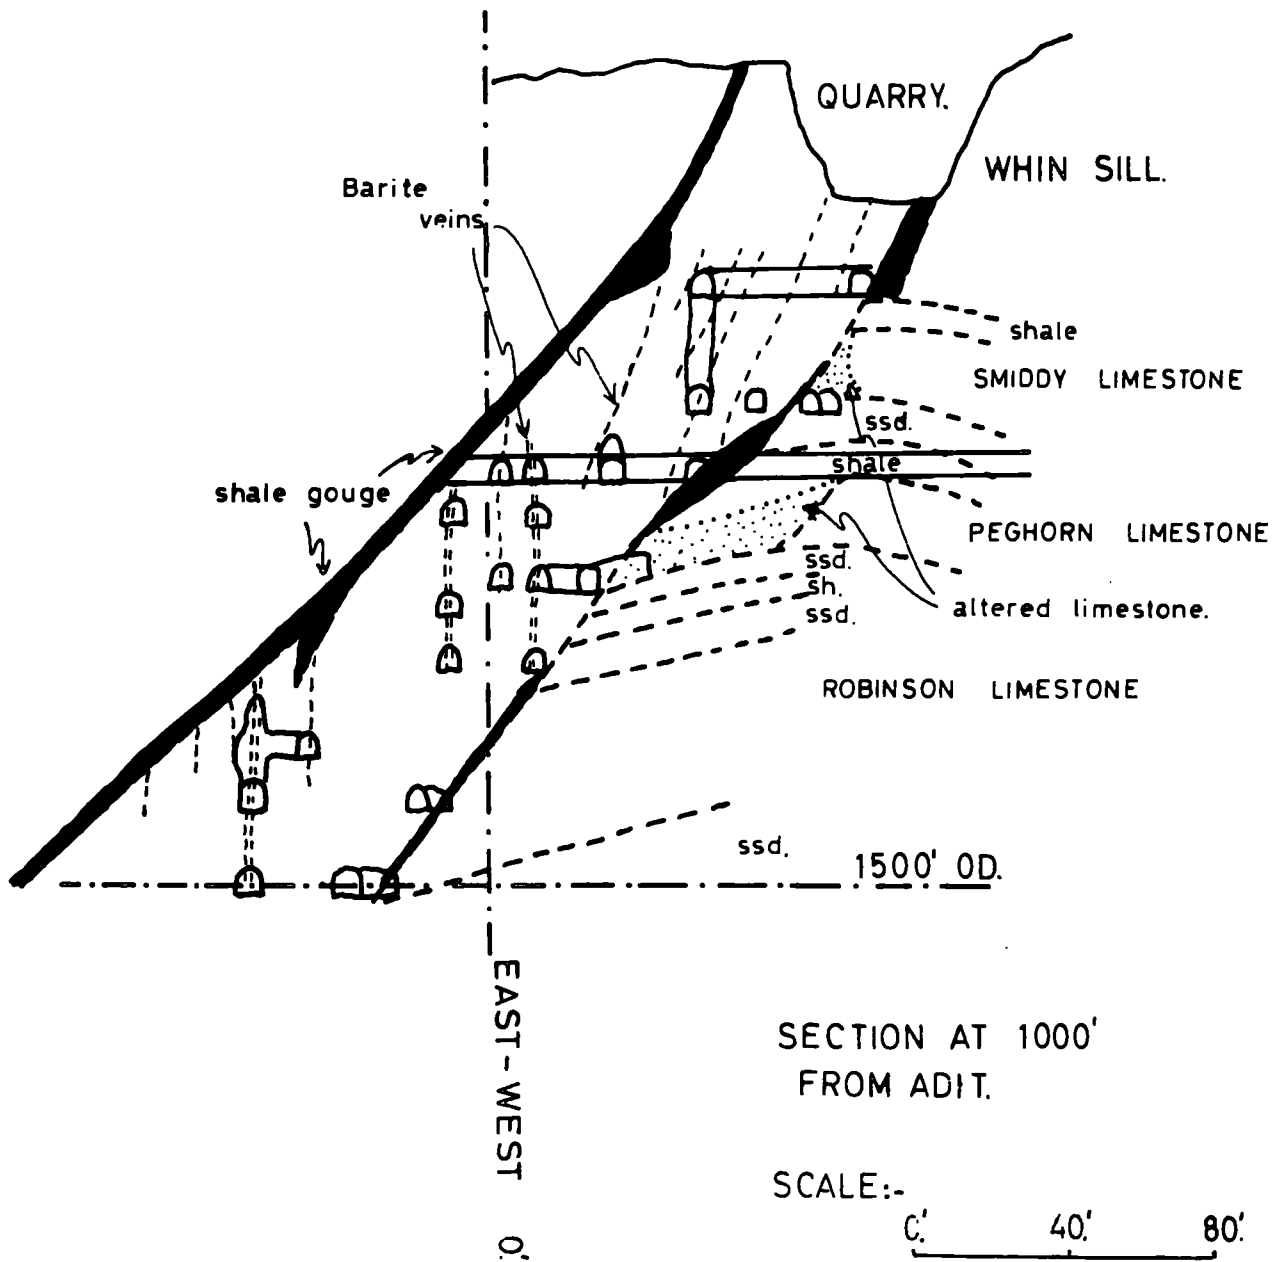 QUARRY.
WHIN SILL.
Barite
veins
shale
SMIDDY LIMESTONE
ssd.
shale
shale gouge
PEGHORN LIMESTONE
ssd.
sh.
ssd.
altered limestone.
ROBINSON LIMESTONE
ssd.
1500' OD.
EAST-WEST 0'.
SECTION AT 1000'
FROM ADIT.
SCALE:-
0'. 40'. 80'.